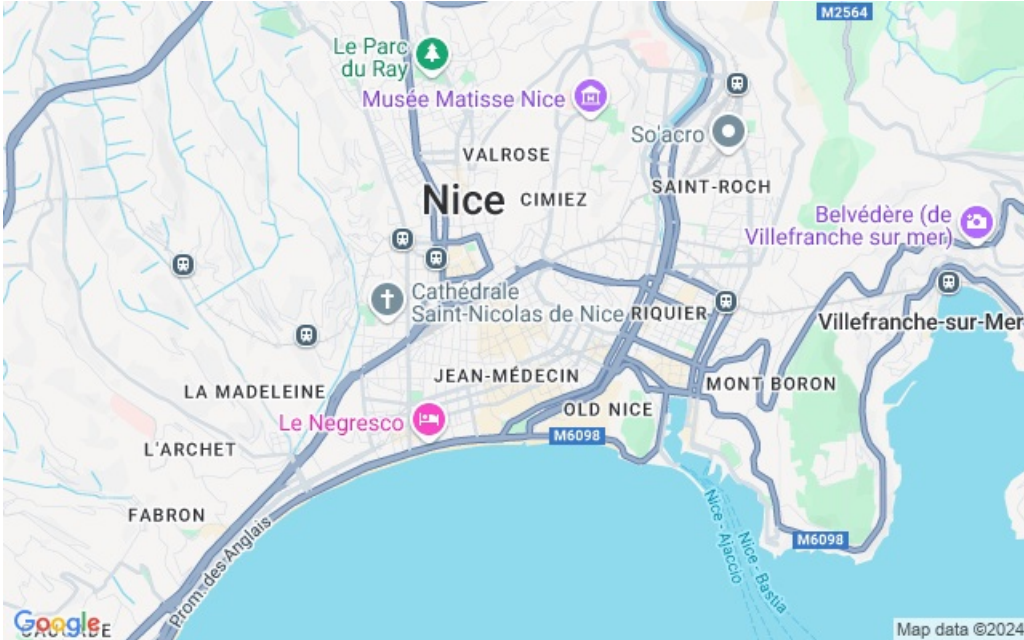 M2564
Le Parc
du Ray
Musée Matisse Nice
So'acro
VALROSE
SAINT-ROCH
Nice
CIMIEZ
Belvédère (de
Villefranche sur mer)
Cathédrale
Saint-Nicolas de Nice
RIQUIER
Villefranche-sur-Mer
JEAN-MÉDECIN
MONT BORON
LA MADELEINE
OLD NICE
Le Negresco
M6098
L'ARCHET
FABRON
Prom. des Anglais
Nice - Ajaccio
Nice - Bastia
M6098
Google
Map data ©2024